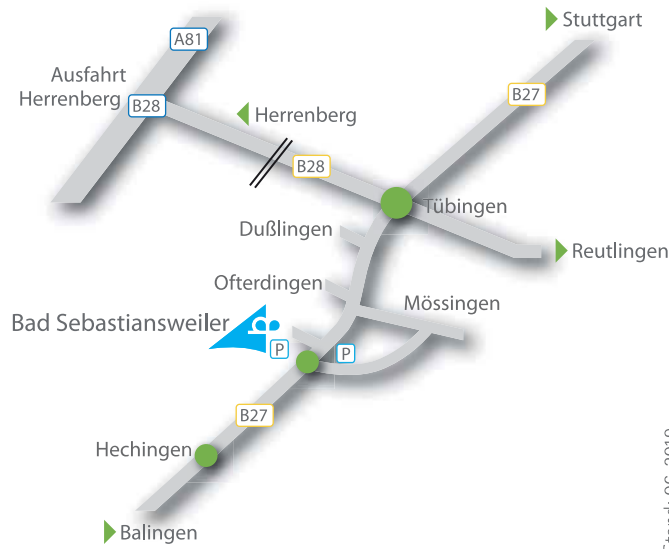 Stuttgart
A81
Ausfahrt
Herrenberg
B28
B27
Herrenberg
B28
Tübingen
Dußlingen
Reutlingen
Ofterdingen
Mössingen
Bad Sebastiansweiler
P
P
B27
Hechingen
Balingen